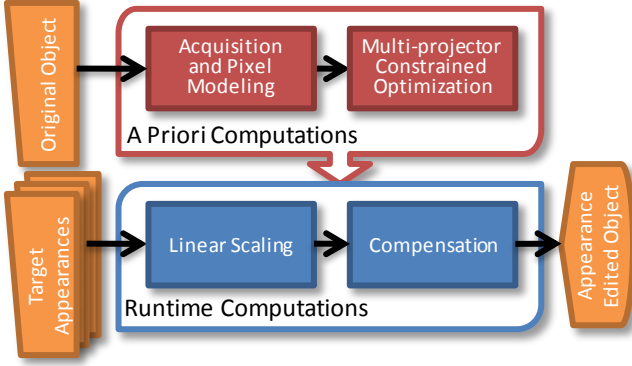 Original Object
Acquisition
and Pixel
Modeling
Multi-projector
Constrained
Optimization
A Priori Computations
Target
Appearances
Linear Scaling
Compensation
Runtime Computations
Appearance
Edited Object